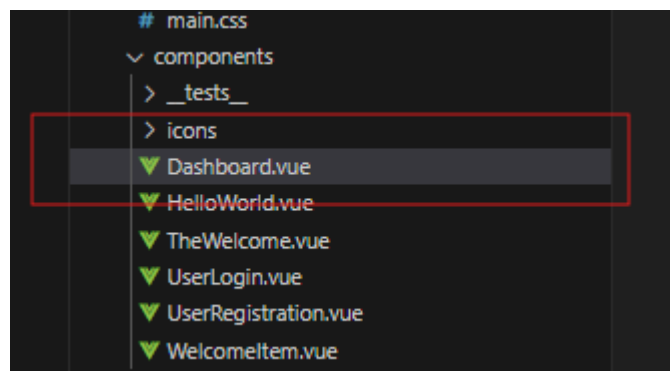 # main.css
components
__tests__
icons
Dashboard.vue
HelloWorld.vue
TheWelcome.vue
UserLogin.vue
UserRegistration.vue
WelcomeItem.vue